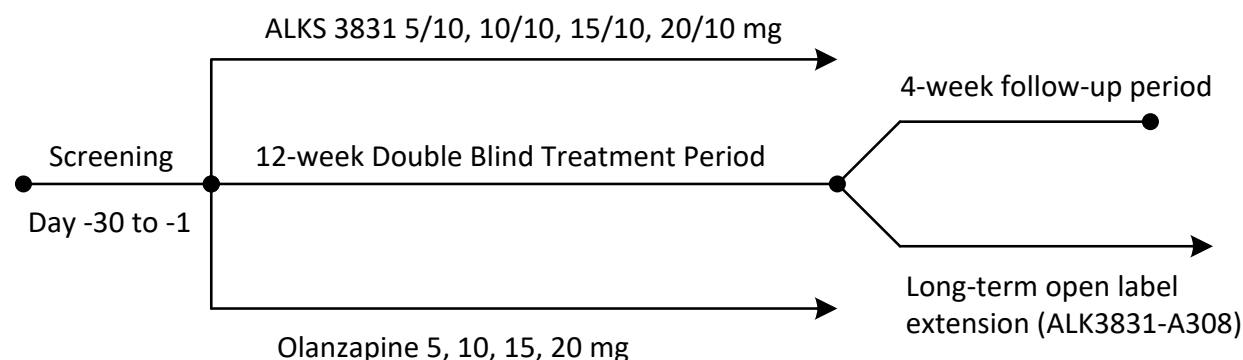 ALKS 3831 5/10, 10/10, 15/10, 20/10 mg
4-week follow-up period
Screening
12-week Double Blind Treatment Period
Day -30 to -1
Long-term open label
extension (ALK3831-A308)
Olanzapine 5, 10, 15, 20 mg